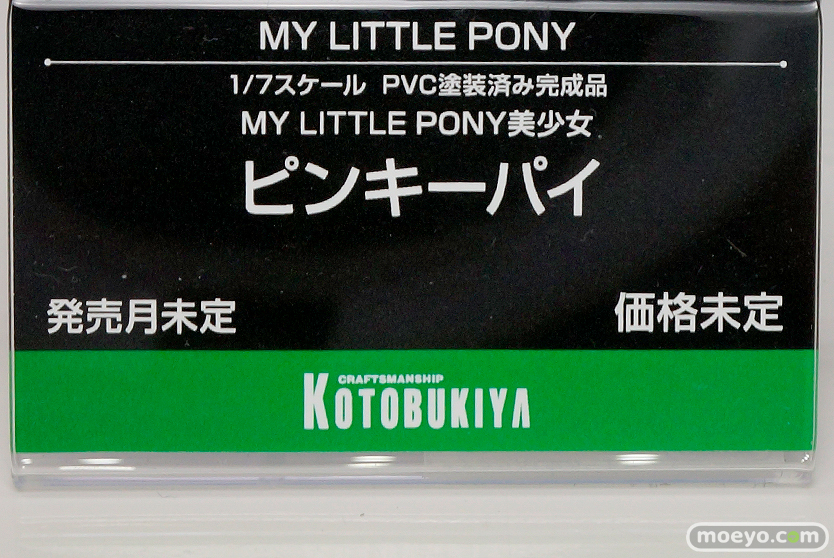 MY LITTLE PONY
1/7スケール PVC塗装済み完成品
MY LITTLE PONY美少女
ピンキーパイ
発売月未定 価格未定
CRAFTSMANSHIP
KOTOBUKIYA
moeyo.com